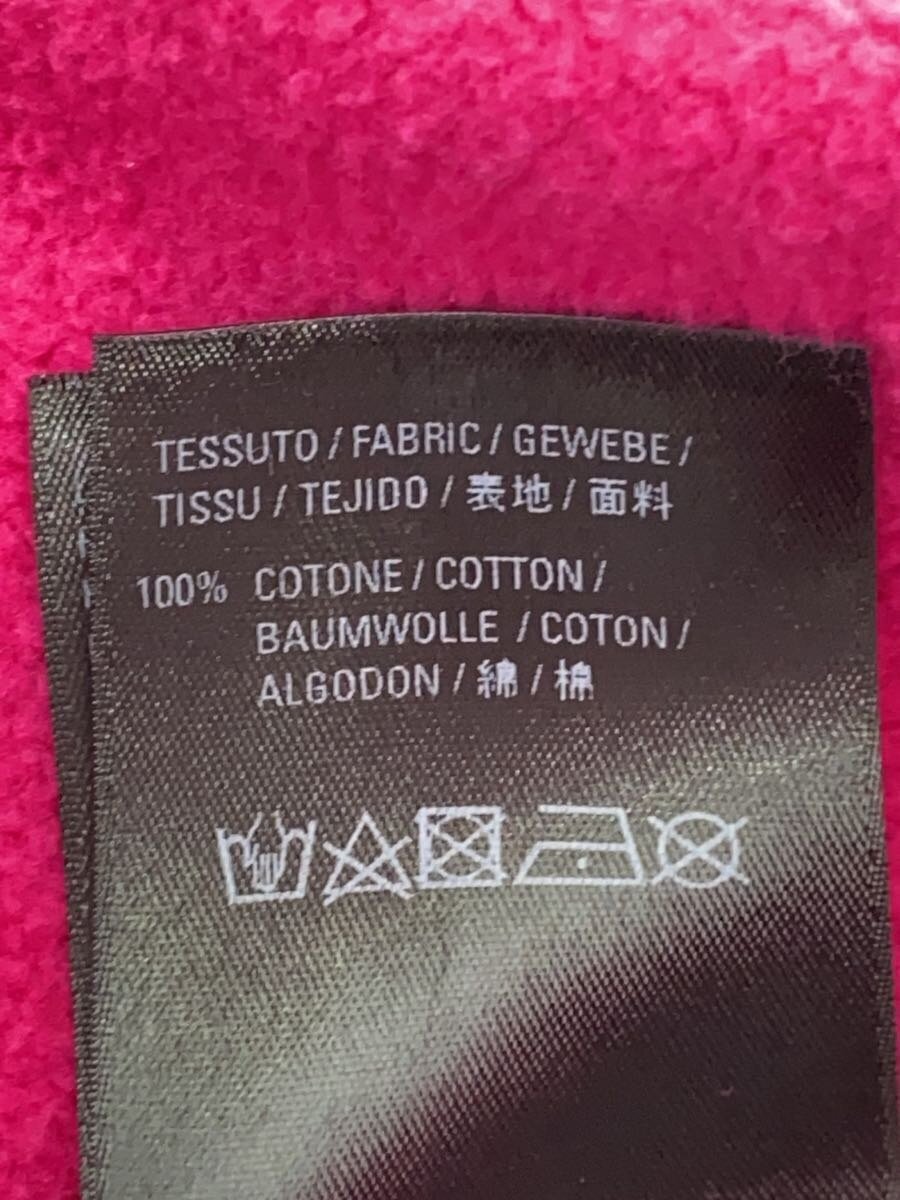 TESSUTO / FABRIC / GEWEBE /
TISSU / TEJIDO / 表地 / 面料
100% COTONE / COTTON /
BAUMWOLLE / COTON /
ALGODON / 綿 / 棉